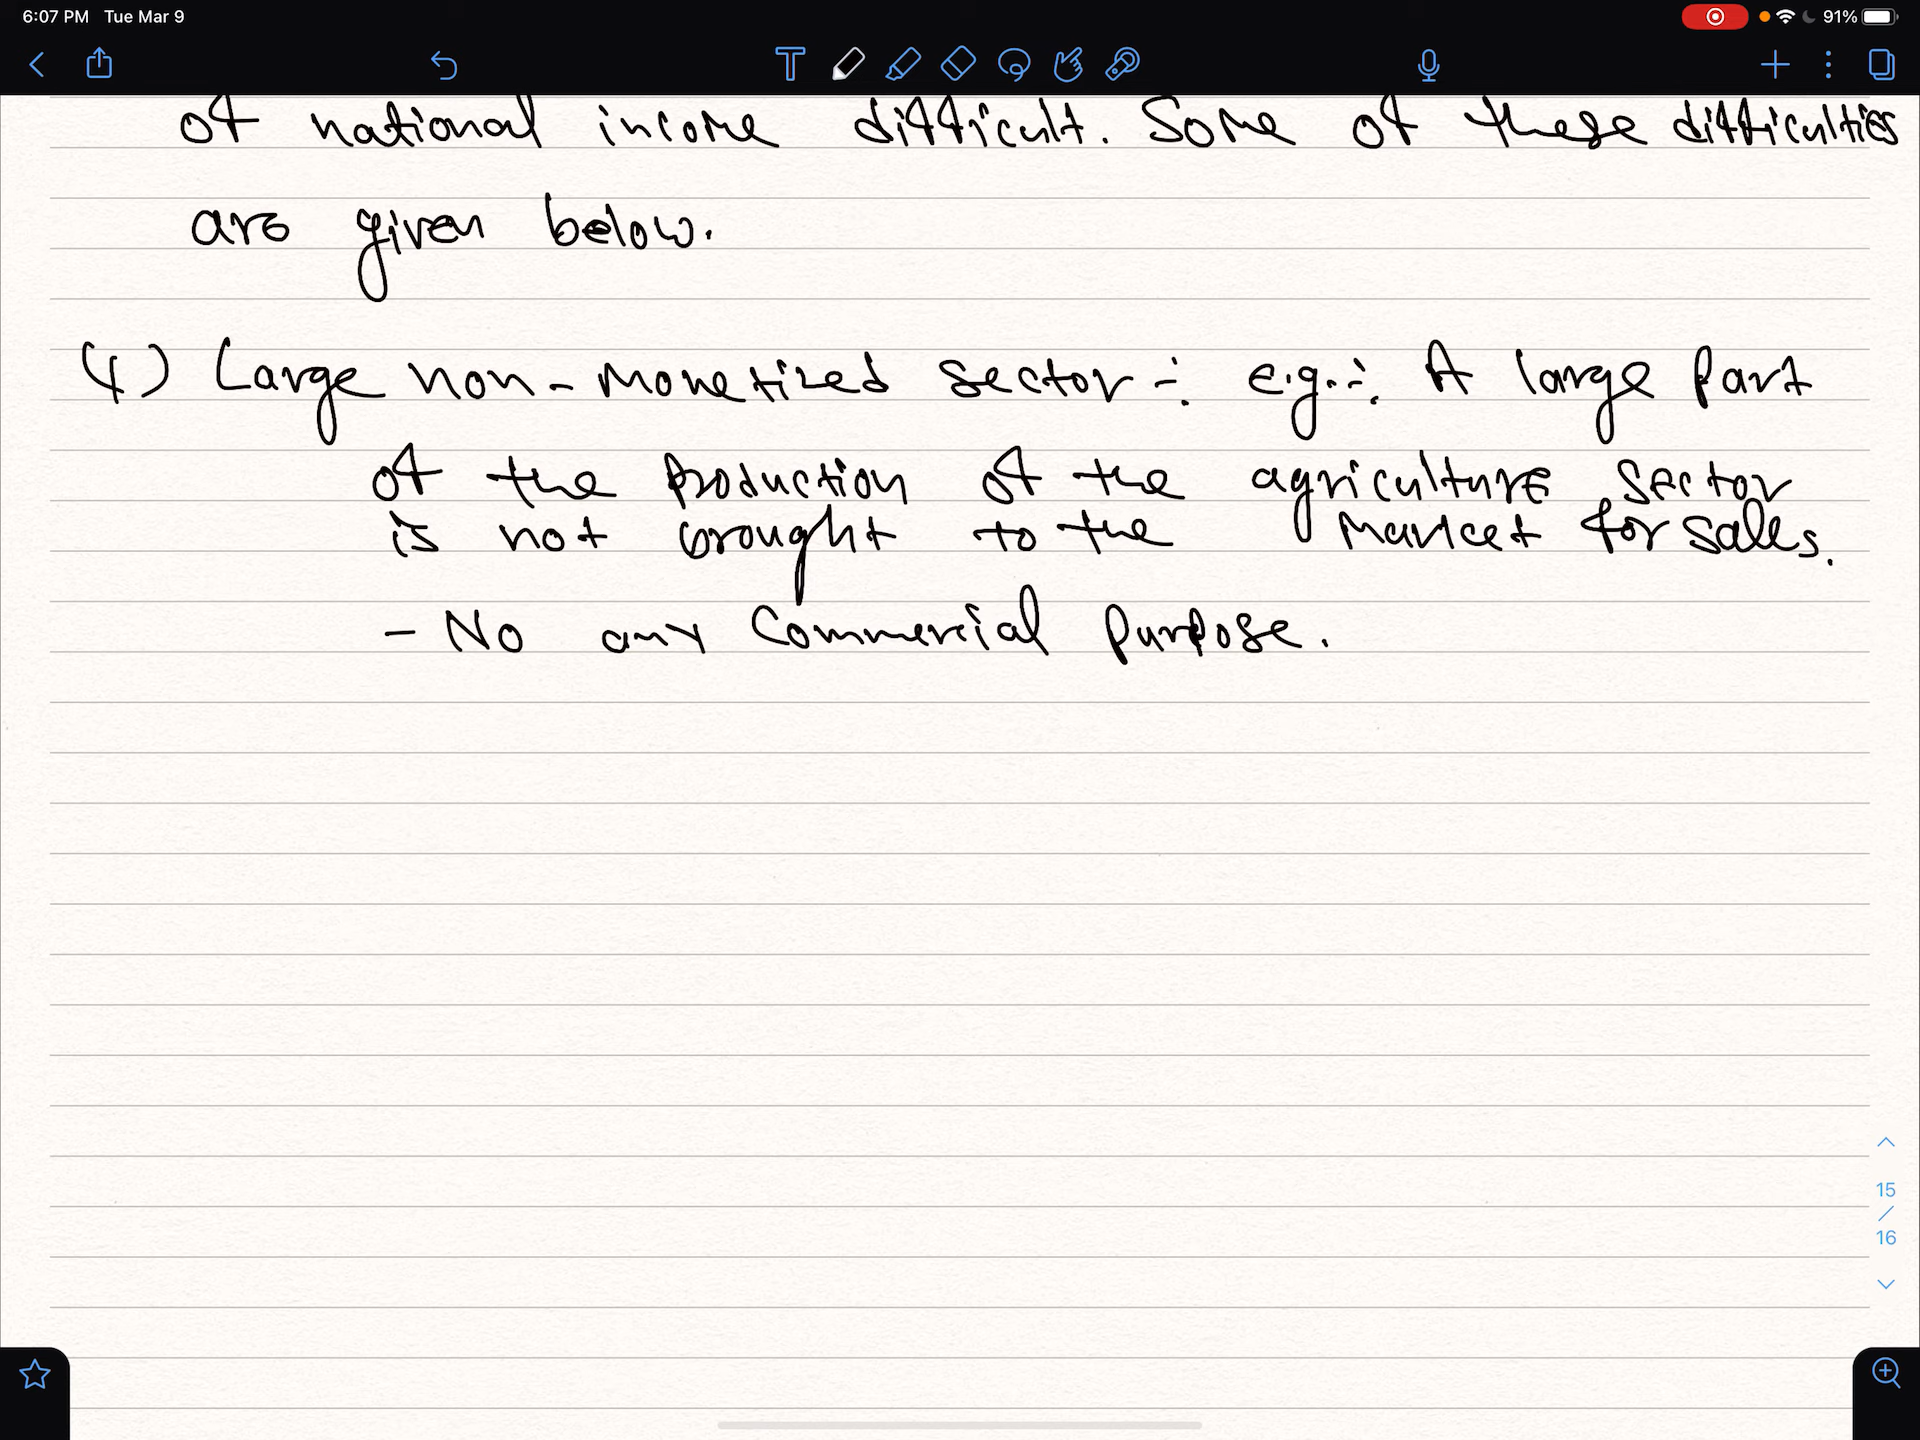 6:07 PM Tue Mar 9
91%
of national income difficult. Some of these difficulties
are given below.
(1) Large non-monetized sector :- e.g. :- A large part
of the production of the agriculture sector
is not brought to the market for sales.
- No any commercial purpose.
15
/
16